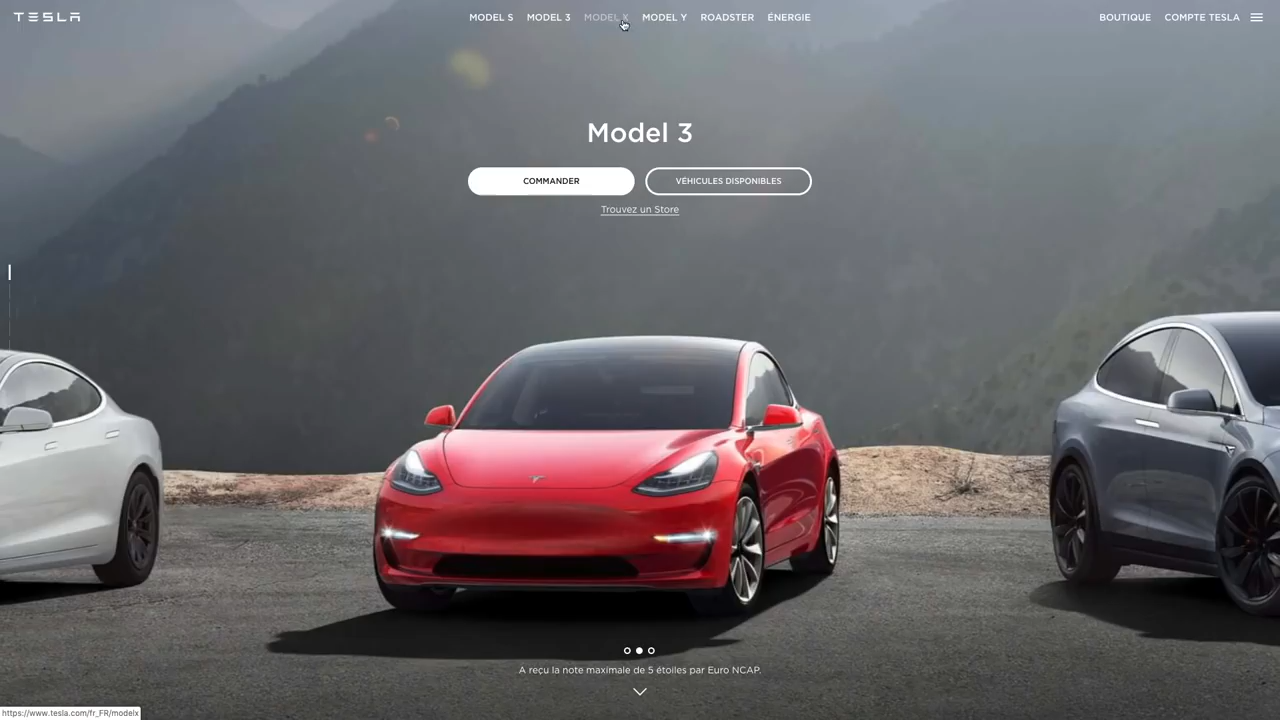 TESLA
MODEL S MODEL 3 MODEL X MODEL Y ROADSTER ÉNERGIE
BOUTIQUE COMPTE TESLA
Model 3
COMMANDER
VÉHICULES DISPONIBLES
Trouvez un Store
A reçu la note maximale de 5 étoiles par Euro NCAP.
https://www.tesla.com/fr_FR/modelx